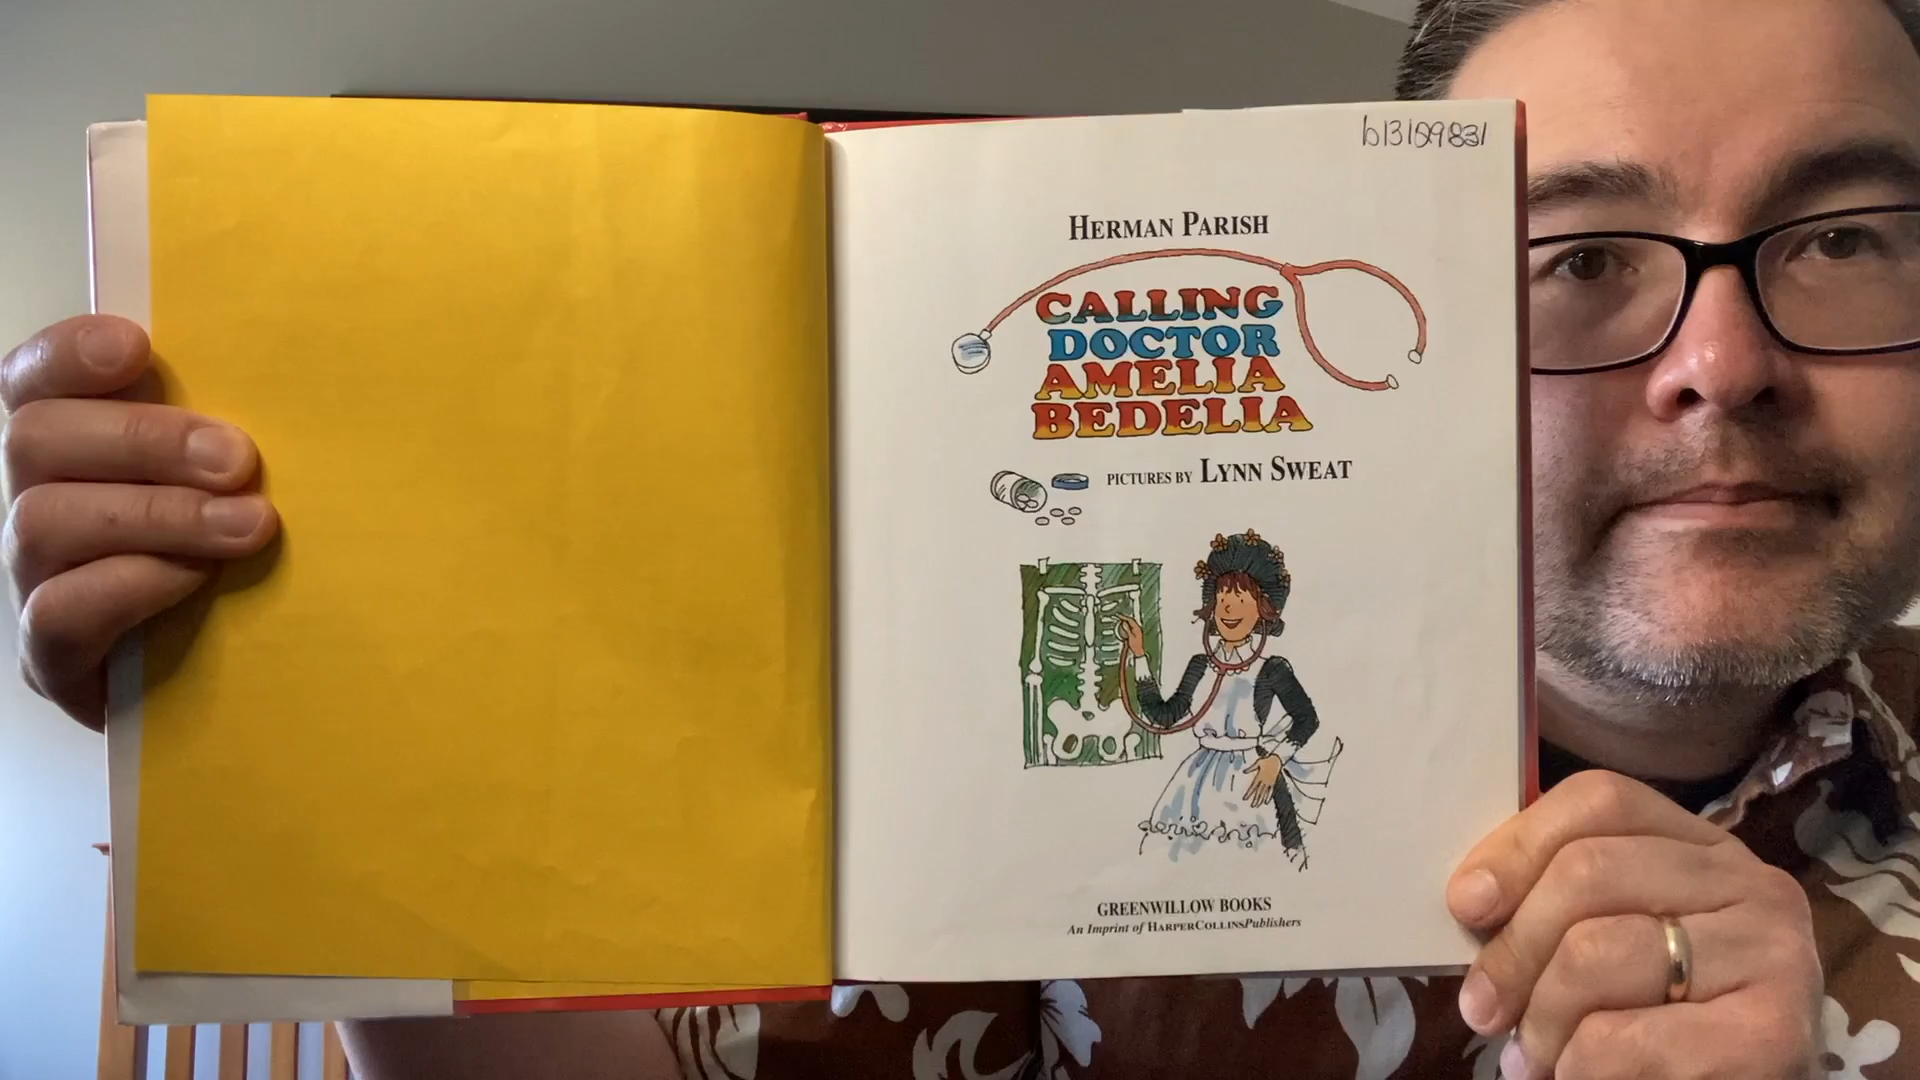 b13109831
HERMAN PARISH
CALLING
DOCTOR
AMELIA
BEDELIA
PICTURES BY LYNN SWEAT
GREENWILLOW BOOKS
An Imprint of HARPERCOLLINSPublishers